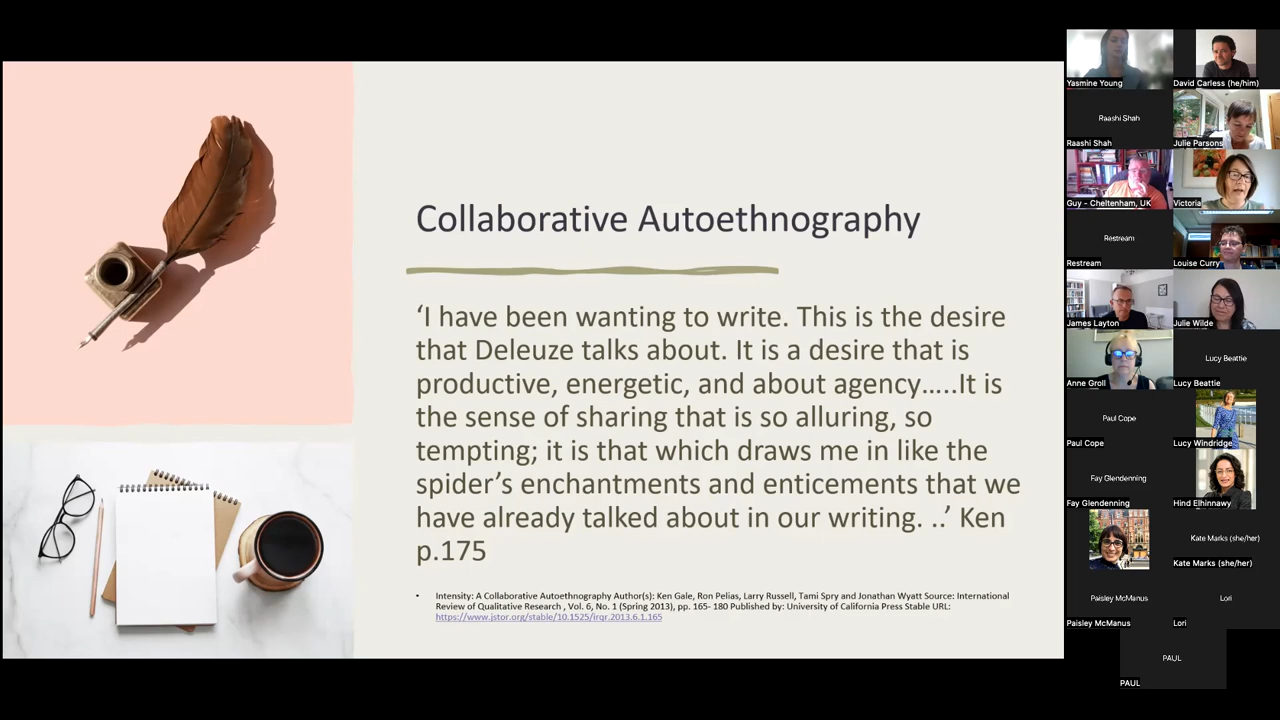 Collaborative Autoethnography
‘I have been wanting to write. This is the desire
that Deleuze talks about. It is a desire that is
productive, energetic, and about agency…..It is
the sense of sharing that is so alluring, so
tempting; it is that which draws me in like the
spider’s enchantments and enticements that we
have already talked about in our writing. ..’ Ken
p.175
• Intensity: A Collaborative Autoethnography Author(s): Ken Gale, Ron Pelias, Larry Russell, Tami Spry and Jonathan Wyatt Source: International
Review of Qualitative Research , Vol. 6, No. 1 (Spring 2013), pp. 165- 180 Published by: University of California Press Stable URL:
https://www.jstor.org/stable/10.1525/irqr.2013.6.1.165
Yasmine Young
David Carless (he/him)
Raashi Shah
Raashi Shah
Julie Parsons
Guy - Cheltenham, UK
Victoria
Restream
Restream
Louise Curry
James Layton
Julie Wilde
Anne Groll
Lucy Beattie
Lucy Beattie
Paul Cope
Paul Cope
Lucy Windridge
Fay Glendenning
Fay Glendenning
Hind Elhinnawy
Kate Marks (she/her)
Kate Marks (she/her)
Paisley McManus
Paisley McManus
Lori
Lori
PAUL
PAUL